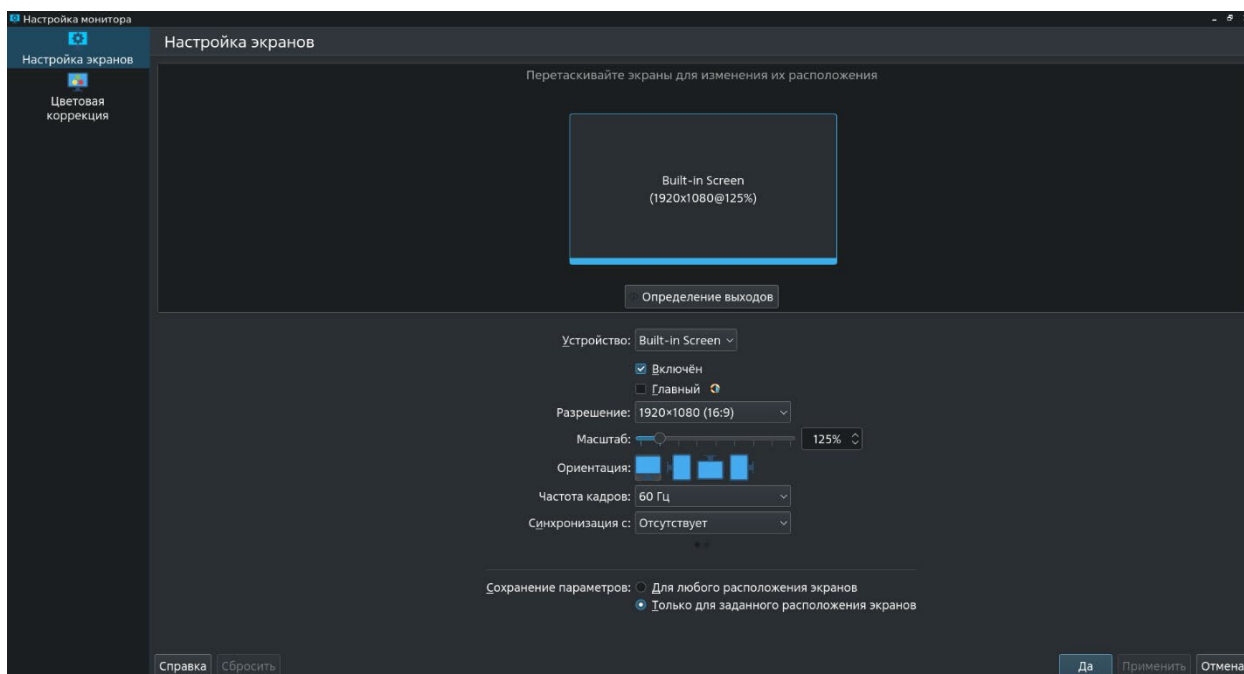 Настройка монитора
Настройка экранов
Настройка экранов
Цветовая
коррекция
Перетаскивайте экраны для изменения их расположения
Built-in Screen
(1920x1080@125%)
Определение выходов
Устройство: Built-in Screen
Включён
Главный
Разрешение: 1920×1080 (16:9)
Масштаб: 125%
Ориентация:
Частота кадров: 60 Гц
Синхронизация с: Отсутствует
Сохранение параметров: Для любого расположения экранов
Только для заданного расположения экранов
Справка Сбросить Да Применить Отмена